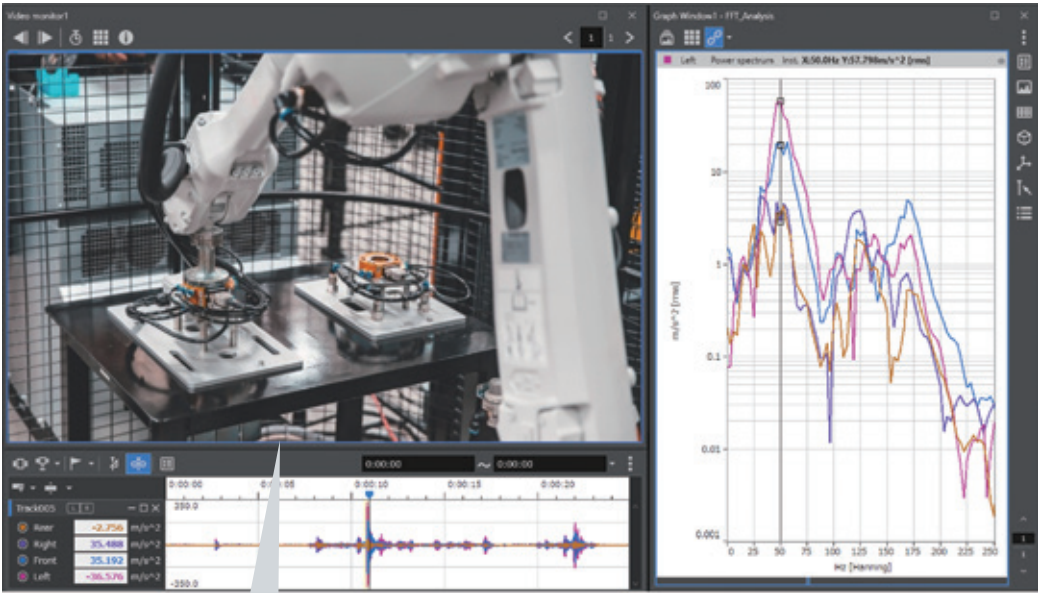 Video monitor1
1 1
Graph Window1 - FFT_Analysis
Left Power spectrum Inst. X:50.0Hz Y:57.798m/s^2 [rms]
100
10
5
0.1
0.01
0.001
m/s^2 [rms]
0 25 50 75 100 125 150 175 200 225 250
Hz [Hanning]
0:00:00 ~ 0:00:00
0:00:00 0:00:05 0:00:10 0:00:15 0:00:20
Track005 L R
Rear -2.756 m/s^2
Right 35.488 m/s^2
Front 35.192 m/s^2
Left -36.576 m/s^2
-350.0
1
1